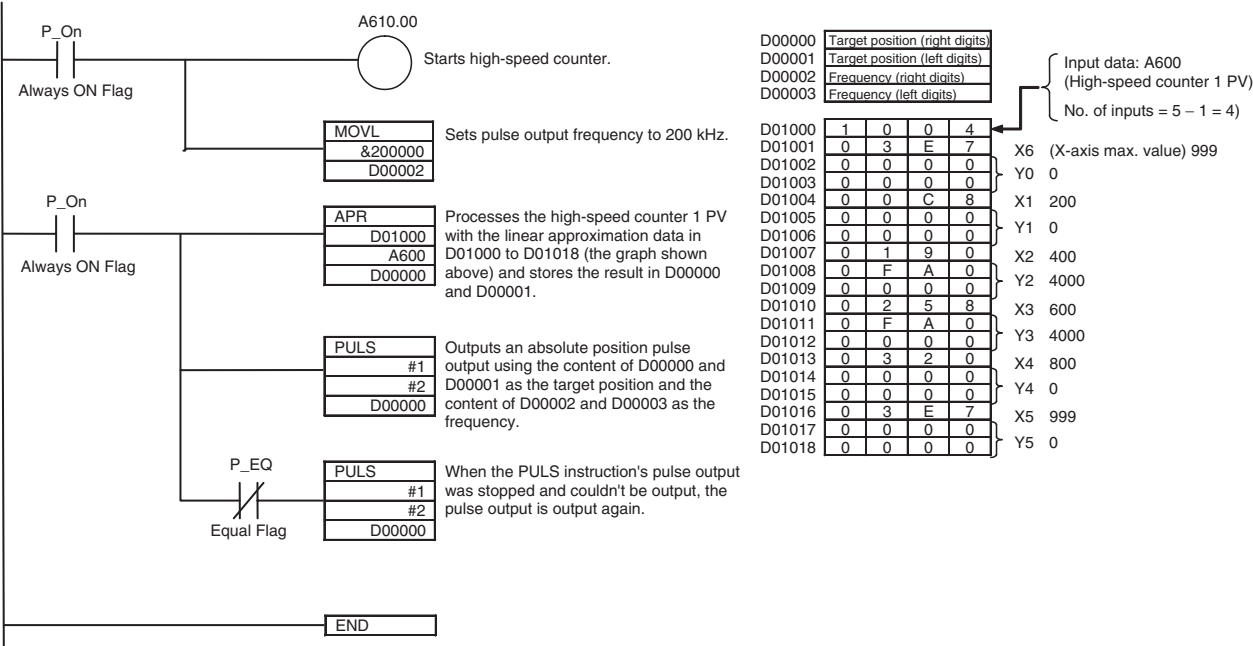 P_On
A610.00
Starts high-speed counter.
Always ON Flag
MOVL
&200000
D00002
Sets pulse output frequency to 200 kHz.
P_On
Always ON Flag
APR
D01000
A600
D00000
Processes the high-speed counter 1 PV
with the linear approximation data in
D01000 to D01018 (the graph shown
above) and stores the result in D00000
and D00001.
PULS
#1
#2
D00000
Outputs an absolute position pulse
output using the content of D00000 and
D00001 as the target position and the
content of D00002 and D00003 as the
frequency.
P_EQ
Equal Flag
PULS
#1
#2
D00000
When the PULS instruction's pulse output
was stopped and couldn't be output, the
pulse output is output again.
END
D00000 Target position (right digits)
D00001 Target position (left digits)
D00002 Frequency (right digits)
D00003 Frequency (left digits)
Input data: A600
(High-speed counter 1 PV)
No. of inputs = 5 – 1 = 4)
D01000 1 0 0 4
D01001 0 3 E 7 X6 (X-axis max. value) 999
D01002 0 0 0 0
Y0 0
D01003 0 0 0 0
D01004 0 0 C 8 X1 200
D01005 0 0 0 0
Y1 0
D01006 0 0 0 0
D01007 0 1 9 0 X2 400
D01008 0 F A 0
Y2 4000
D01009 0 0 0 0
D01010 0 2 5 8 X3 600
D01011 0 F A 0
Y3 4000
D01012 0 0 0 0
D01013 0 3 2 0 X4 800
D01014 0 0 0 0
Y4 0
D01015 0 0 0 0
D01016 0 3 E 7 X5 999
D01017 0 0 0 0
Y5 0
D01018 0 0 0 0